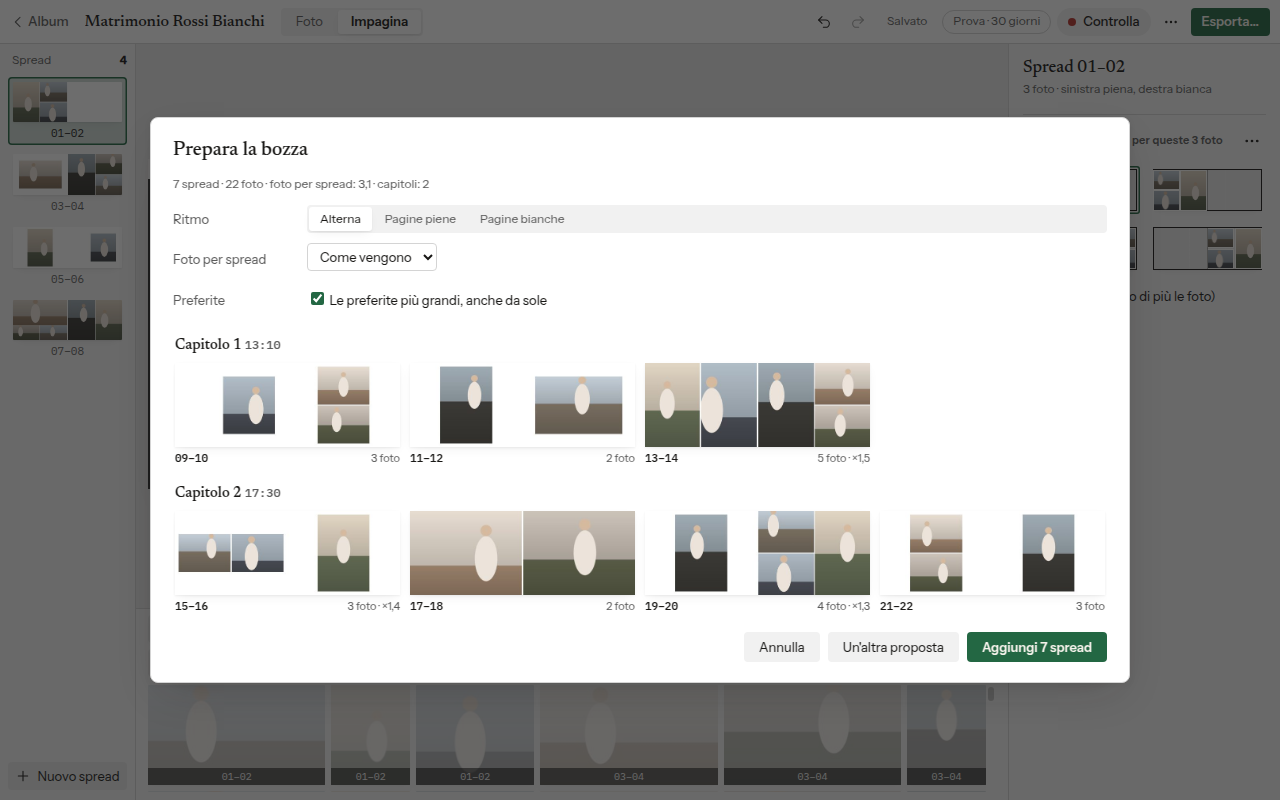 Album
Matrimonio Rossi Bianchi
Foto
Impagina
Salvato
Prova · 30 giorni
Controlla
Esporta...
Spread 4
01–02
03–04
05–06
07–08
Nuovo spread
Spread 01–02
3 foto · sinistra piena, destra bianca
per queste 3 foto
o di più le foto)
Prepara la bozza
7 spread · 22 foto · foto per spread: 3,1 · capitoli: 2
Ritmo
Alterna
Pagine piene
Pagine bianche
Foto per spread
Come vengono
Preferite
Le preferite più grandi, anche da sole
Capitolo 1 13:10
09–10 3 foto
11–12 2 foto
13–14 5 foto · ×1,5
Capitolo 2 17:30
15–16 3 foto · ×1,4
17–18 2 foto
19–20 4 foto · ×1,3
21–22 3 foto
Annulla
Un'altra proposta
Aggiungi 7 spread
01–02
01–02
01–02
03–04
03–04
03–04